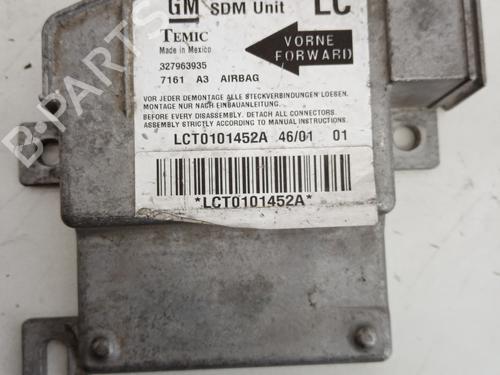 GM SDM Unit LC
TEMIC
Made in Mexico
327963935
7161 A3 AIRBAG
VORNE
FORWARD
VOR JEDER DEMONTAGE ALLE STECKVERBINDUNGEN LOESEN.
MONTAGE NUR NACH EINBAUANLEITUNG.
BEFORE EVERY DISASSEMBLY. DETACH ALL CONNECTORS.
ASSEMBLY STRICTLY ACCORDING TO MANUAL INSTRUCTIONS.
LCT0101452A 46/01 01
*LCT0101452A*
B-PARTS